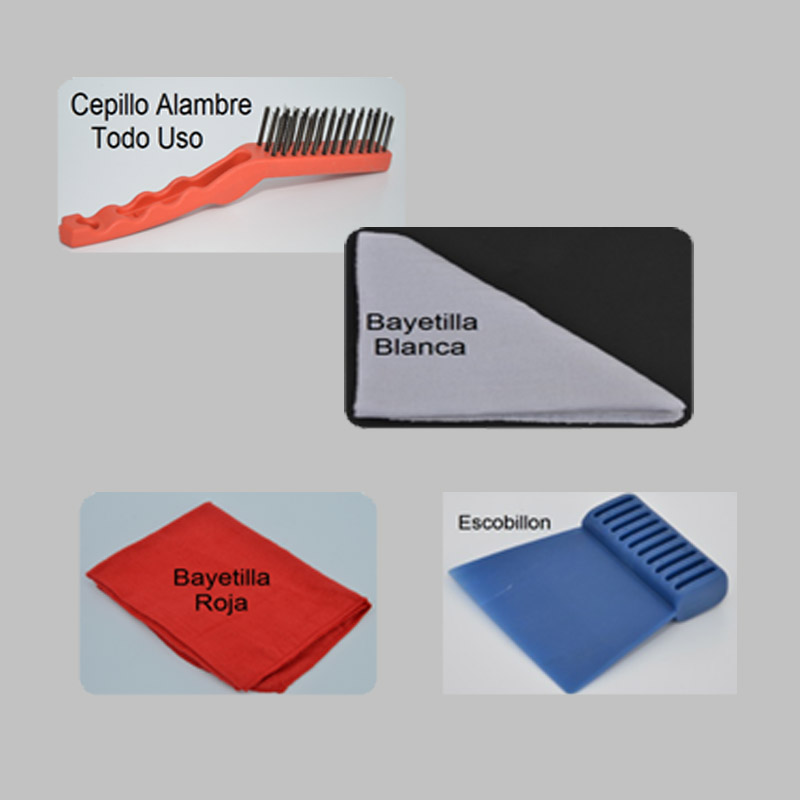 Cepillo Alambre
Todo Uso
Bayetilla
Blanca
Bayetilla
Roja
Escobillon